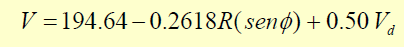 V = 194.64 − 0.2618R(senϕ) + 0.50 V_d